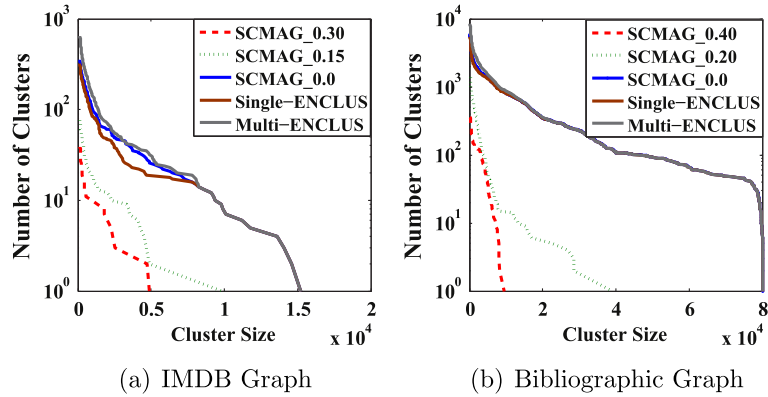 SCMAG_0.30
SCMAG_0.15
SCMAG_0.0
Single-ENCLUS
Multi-ENCLUS
10^3
10^2
10^1
10^0
Number of Clusters
0 0.5 1 1.5 2
Cluster Size
x 10^4
(a) IMDB Graph
SCMAG_0.40
SCMAG_0.20
SCMAG_0.0
Single-ENCLUS
Multi-ENCLUS
10^4
10^3
10^2
10^1
10^0
Number of Clusters
0 2 4 6 80
Cluster Size
x 10^4
(b) Bibliographic Graph